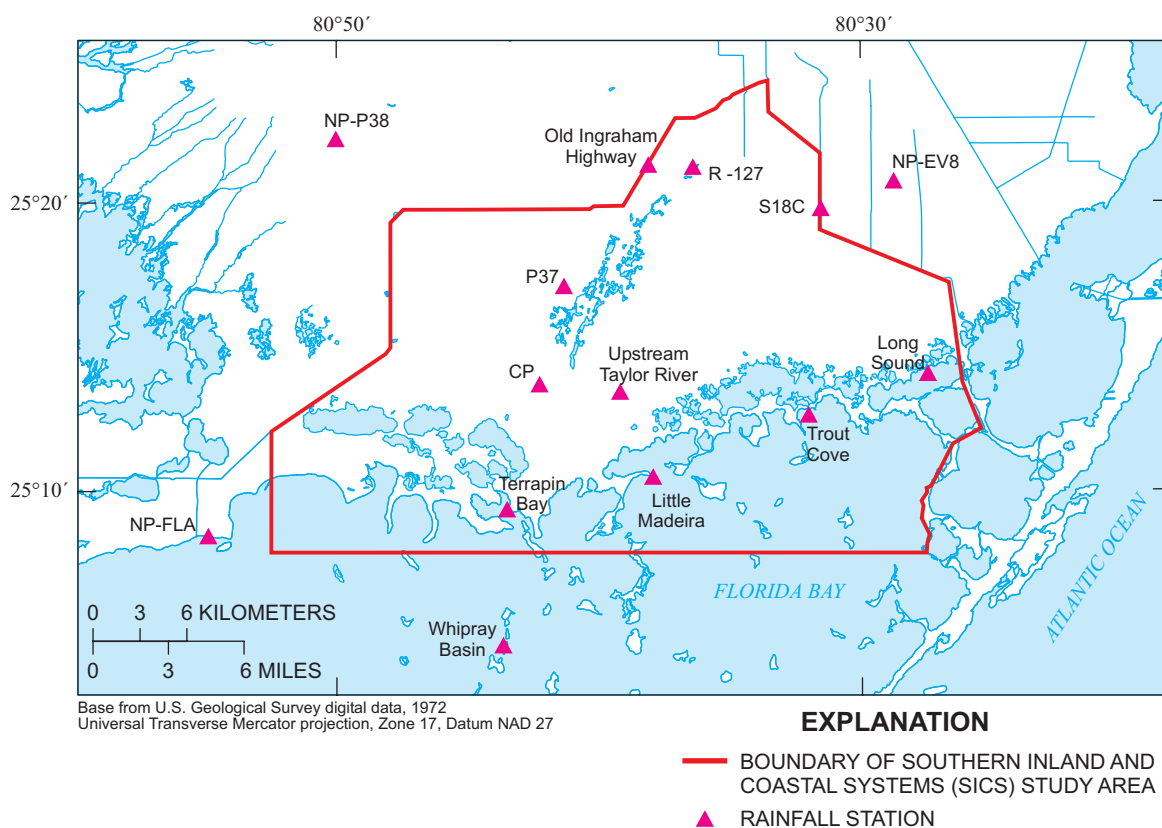 80°50´
80°30´
NP-P38
Old Ingraham
Highway
R -127
NP-EV8
25°20´
S18C
P37
Long
Sound
CP
Upstream
Taylor River
Trout
Cove
25°10´
Terrapin
Bay
Little
Madeira
NP-FLA
FLORIDA BAY
ATLANTIC OCEAN
0 3 6 KILOMETERS
0 3 6 MILES
Whipray
Basin
Base from U.S. Geological Survey digital data, 1972
Universal Transverse Mercator projection, Zone 17, Datum NAD 27
EXPLANATION
BOUNDARY OF SOUTHERN INLAND AND
COASTAL SYSTEMS (SICS) STUDY AREA
RAINFALL STATION